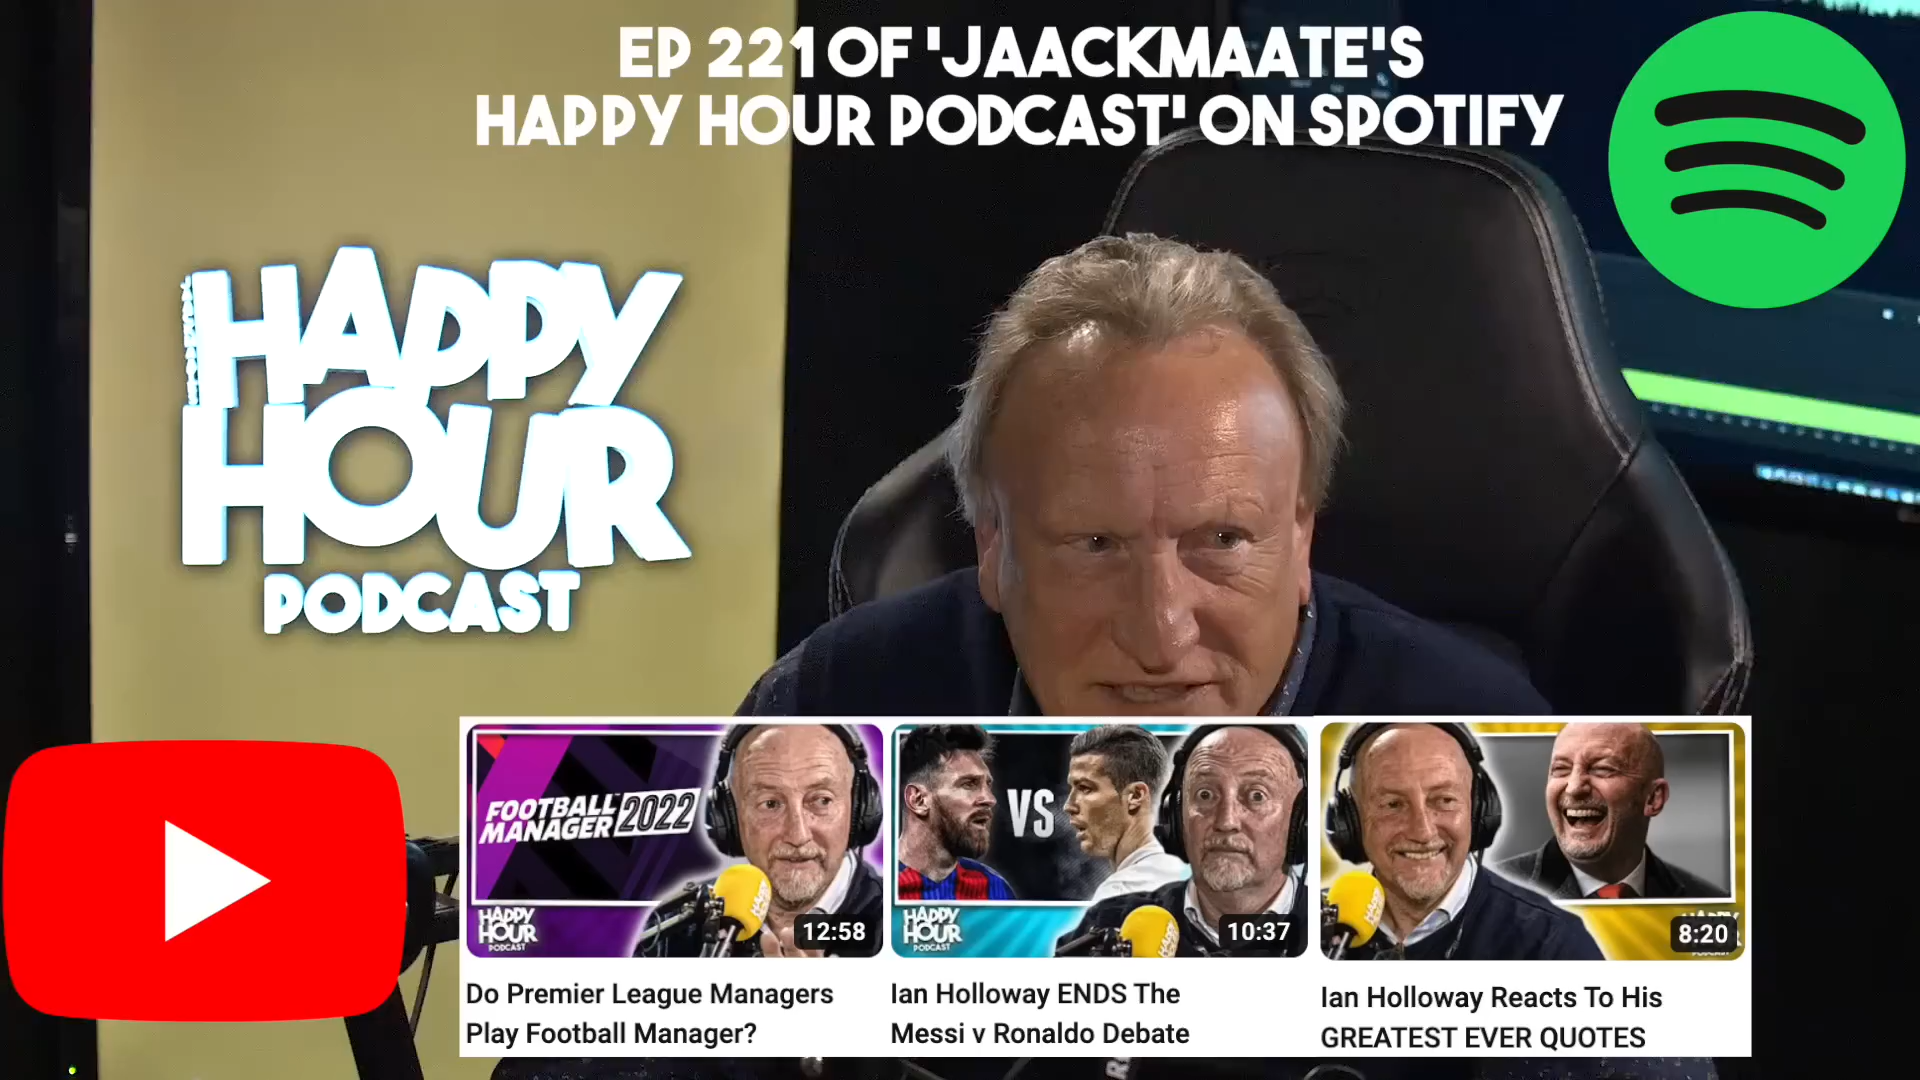 EP 221 OF 'JAACKMAATE'S
HAPPY HOUR PODCAST' ON SPOTIFY
HAPPY
HOUR
PODCAST
FOOTBALL
MANAGER 2022
HAPPY
HOUR
PODCAST
12:58
Do Premier League Managers
Play Football Manager?
VS
HAPPY
HOUR
PODCAST
10:37
Ian Holloway ENDS The
Messi v Ronaldo Debate
8:20
Ian Holloway Reacts To His
GREATEST EVER QUOTES